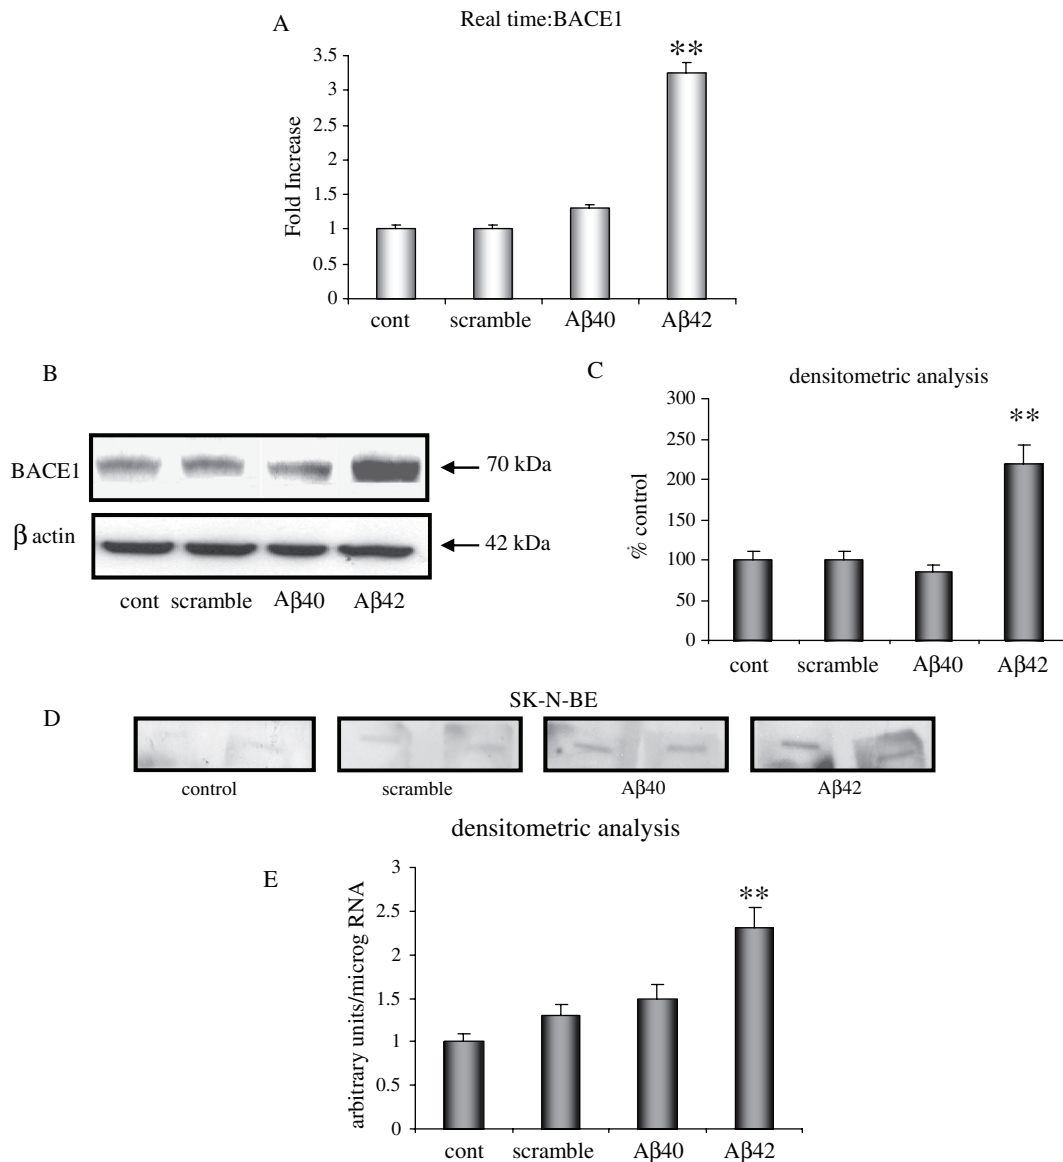 A
Real time:BACE1
**
3.5
3
2.5
2
1.5
1
0.5
0
Fold Increase
cont scramble Aβ40 Aβ42
B
BACE1
70 kDa
β actin
42 kDa
cont scramble Aβ40 Aβ42
C
densitometric analysis
**
300
250
200
150
100
50
0
% control
cont scramble Aβ40 Aβ42
D
SK-N-BE
control scramble Aβ40 Aβ42
densitometric analysis
E
**
3
2.5
2
1.5
1
0.5
0
arbitrary units/microg RNA
cont scramble Aβ40 Aβ42